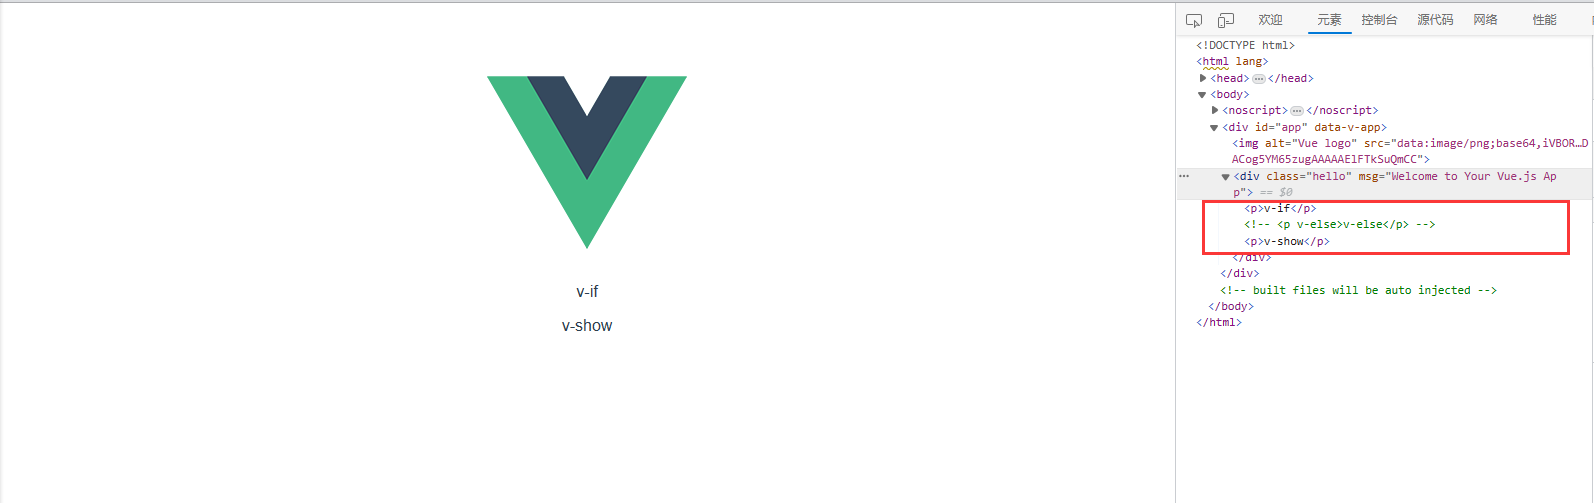 欢迎 元素 控制台 源代码 网络 性能
<!DOCTYPE html>
<html lang>
<head>…</head>
<body>
<noscript>…</noscript>
<div id="app" data-v-app>
<img alt="Vue logo" src="data:image/png;base64,iVBOR…D
ACog5YM65zugAAAAAElFTkSuQmCC">
<div class="hello" msg="Welcome to Your Vue.js Ap
p"> == $0
<p>v-if</p>
<!-- <p v-else>v-else</p> -->
<p>v-show</p>
</div>
</div>
<!-- built files will be auto injected -->
</body>
</html>
v-if
v-show